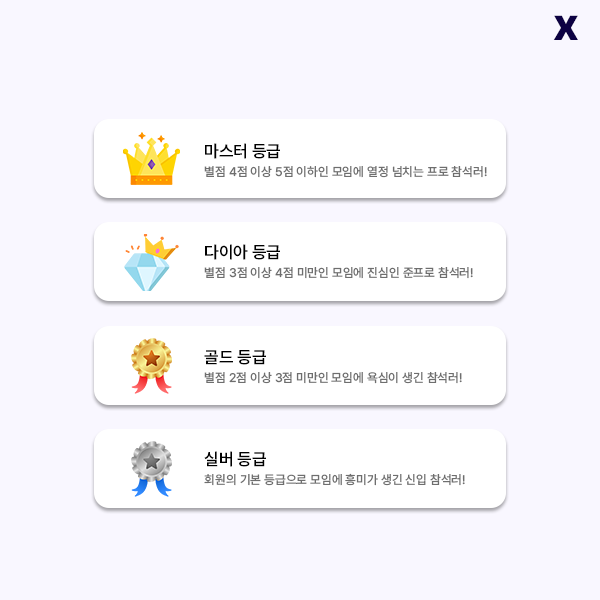 X
마스터 등급
별점 4점 이상 5점 이하인 모임에 열정 넘치는 프로 참석러!
다이아 등급
별점 3점 이상 4점 미만인 모임에 진심인 준프로 참석러!
골드 등급
별점 2점 이상 3점 미만인 모임에 욕심이 생긴 참석러!
실버 등급
회원의 기본 등급으로 모임에 흥미가 생긴 신입 참석러!